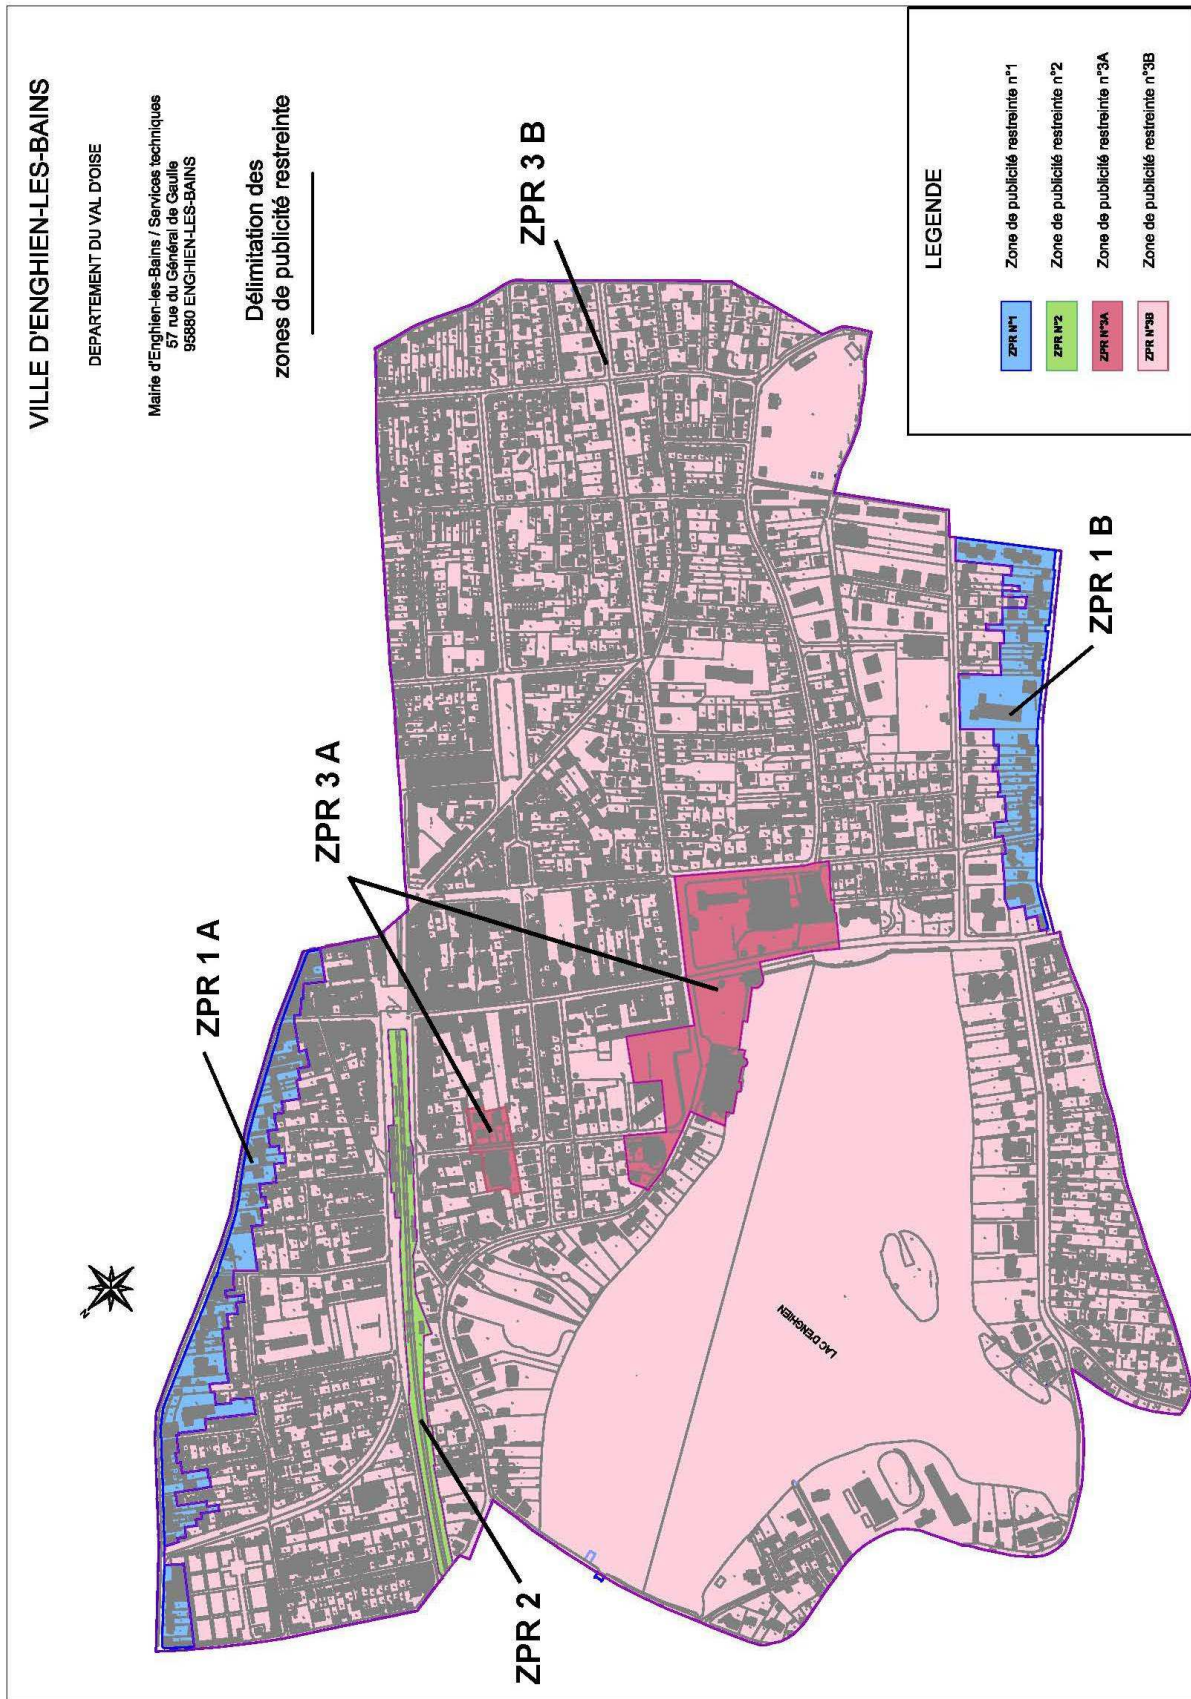 VILLE D'ENGHIEN-LES-BAINS
DEPARTEMENT DU VAL D'OISE
Mairie d'Enghien-les-Bains / Services techniques
57 rue du Général de Gaulle
95880 ENGHIEN-LES-BAINS
Délimitation des
zones de publicité restreinte
N
ZPR 1 A
ZPR 3 A
ZPR 3 B
ZPR 2
ZPR 1 B
LAC D'ENGHIEN
LEGENDE
ZPR N°1
Zone de publicité restreinte n°1
ZPR N°2
Zone de publicité restreinte n°2
ZPR N°3A
Zone de publicité restreinte n°3A
ZPR N°3B
Zone de publicité restreinte n°3B